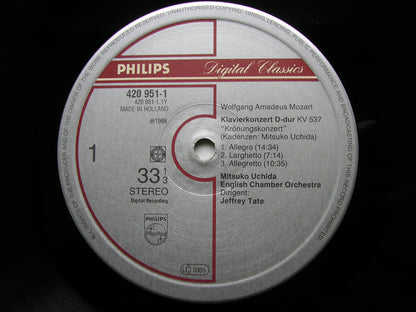 ALL RIGHTS OF THE PRODUCER AND OF THE OWNER OF THE WORK REPRODUCED RESERVED. UNAUTHORISED COPYING, HIRING, LENDING, PUBLIC PERFORMANCE AND BROADCASTING OF THIS RECORD PROHIBITED.
PHILIPS
Digital Classics
420 951-1
420 951-1.1Y
MADE IN HOLLAND
℗1988
1
33 1/3
STEREO
Digital Recording
PHILIPS
Wolfgang Amadeus Mozart
Klavierkonzert D-dur KV 537
"Krönungskonzert"
(Kadenzen: Mitsuko Uchida)
1. Allegro (14:34)
2. Larghetto (7:14)
3. Allegretto (10:35)
Mitsuko Uchida
English Chamber Orchestra
Dirigent:
Jeffrey Tate
LC 0305